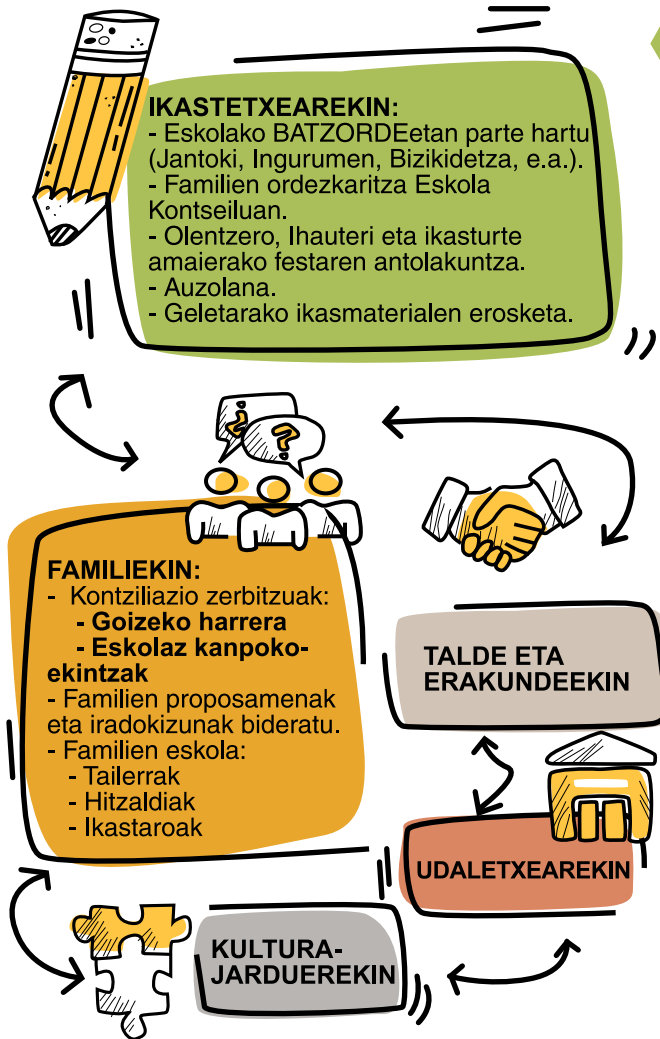 IKASTETXEAREKIN:
- Eskolako BATZORDEetan parte hartu
(Jantoki, Ingurumen, Bizikidetza, e.a.).
- Familien ordezkaritza Eskola
Kontseiluan.
- Olentzero, Ihauteri eta ikasturte
amaierako festaren antolakuntza.
- Auzolana.
- Geletarako ikasmaterialen erosketa.
¿
?
FAMILIEKIN:
- Kontziliazio zerbitzuak:
- Goizeko harrera
- Eskolaz kanpoko-
ekintzak
- Familien proposamenak
eta iradokizunak bideratu.
- Familien eskola:
- Tailerrak
- Hitzaldiak
- Ikastaroak
TALDE ETA
ERAKUNDEEKIN
UDALETXEAREKIN
KULTURA-
JARDUEREKIN